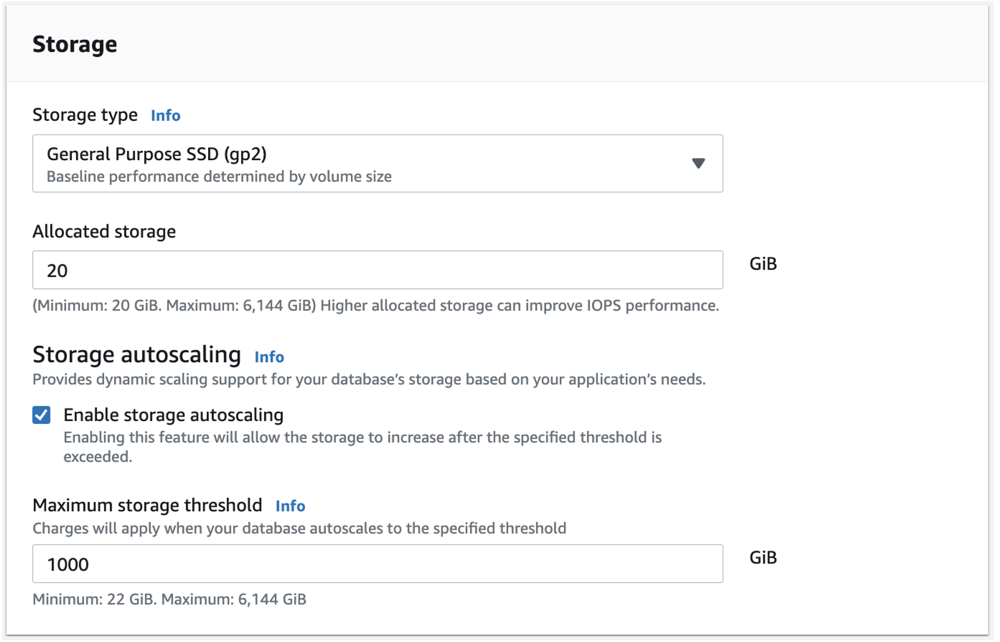 Storage
Storage type Info
General Purpose SSD (gp2)
Baseline performance determined by volume size
Allocated storage
20
GiB
(Minimum: 20 GiB. Maximum: 6,144 GiB) Higher allocated storage can improve IOPS performance.
Storage autoscaling Info
Provides dynamic scaling support for your database’s storage based on your application’s needs.
Enable storage autoscaling
Enabling this feature will allow the storage to increase after the specified threshold is
exceeded.
Maximum storage threshold Info
Charges will apply when your database autoscales to the specified threshold
1000
GiB
Minimum: 22 GiB. Maximum: 6,144 GiB